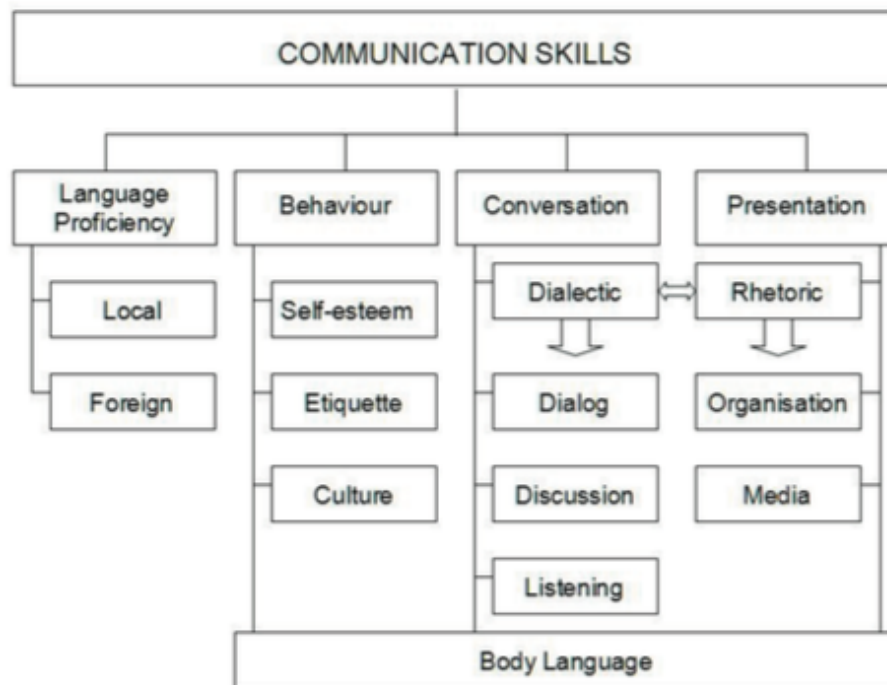 COMMUNICATION SKILLS
Language
Proficiency
Behaviour
Conversation
Presentation
Local
Foreign
Self-esteem
Etiquette
Culture
Dialectic
Dialog
Discussion
Listening
Rhetoric
Organisation
Media
Body Language